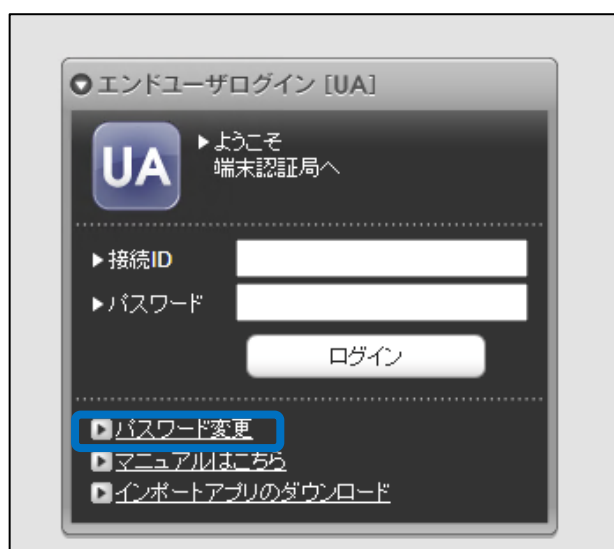 エンドユーザログイン [UA]
UA
ようこそ
端末認証局へ
接続ID
パスワード
ログイン
パスワード変更
マニュアルはこちら
インポートアプリのダウンロード